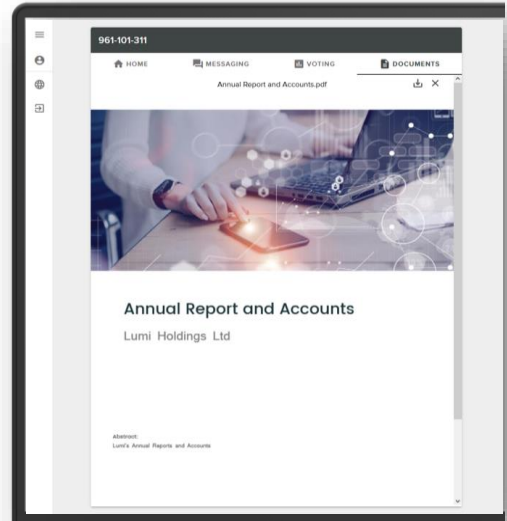 961-101-311
HOME MESSAGING VOTING DOCUMENTS
Annual Report and Accounts.pdf
Annual Report and Accounts
Lumi Holdings Ltd
Abstract:
Lumi's Annual Reports and Accounts